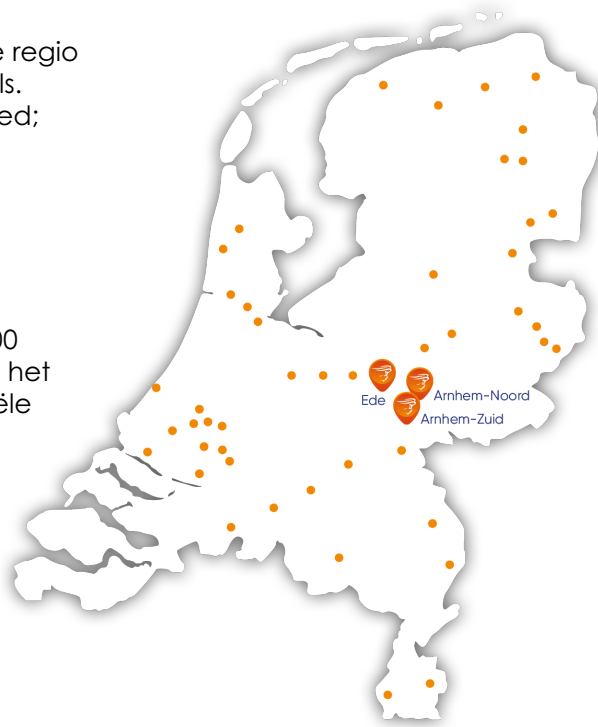 e regio
ls.
ed;
00
het
ële
Ede
Arnhem-Noord
Arnhem-Zuid